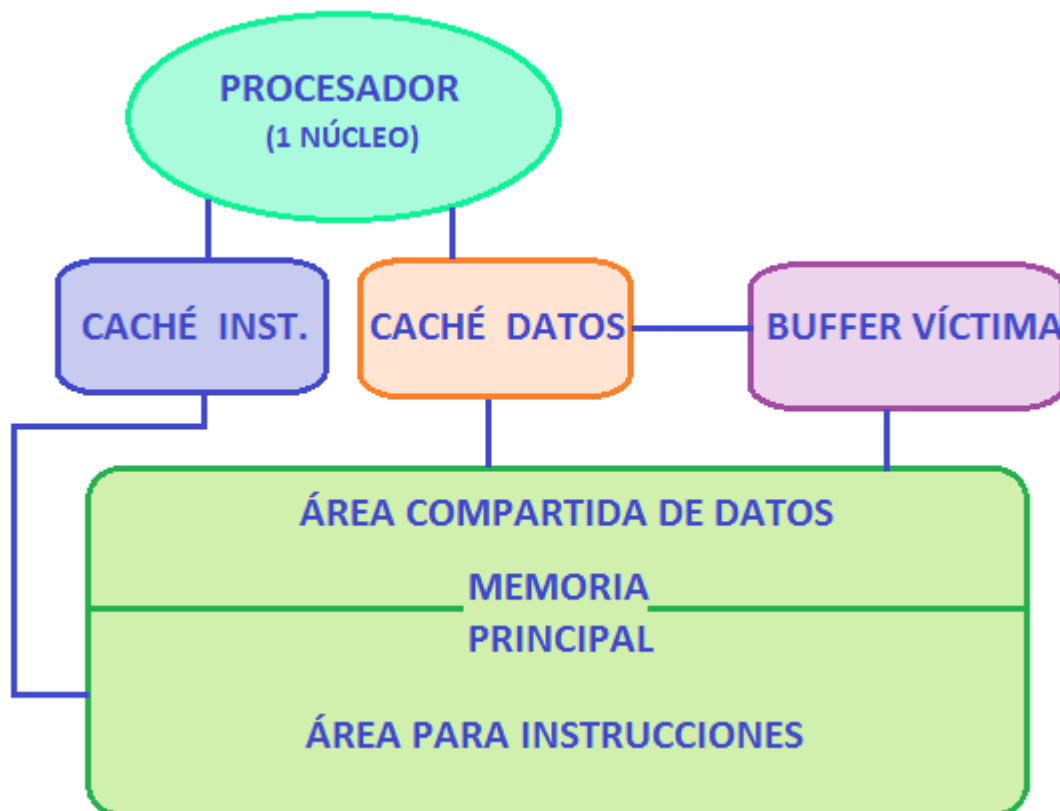 PROCESADOR
(1 NÚCLEO)
CACHÉ INST.
CACHÉ DATOS
BUFFER VÍCTIMA
ÁREA COMPARTIDA DE DATOS
MEMORIA
PRINCIPAL
ÁREA PARA INSTRUCCIONES